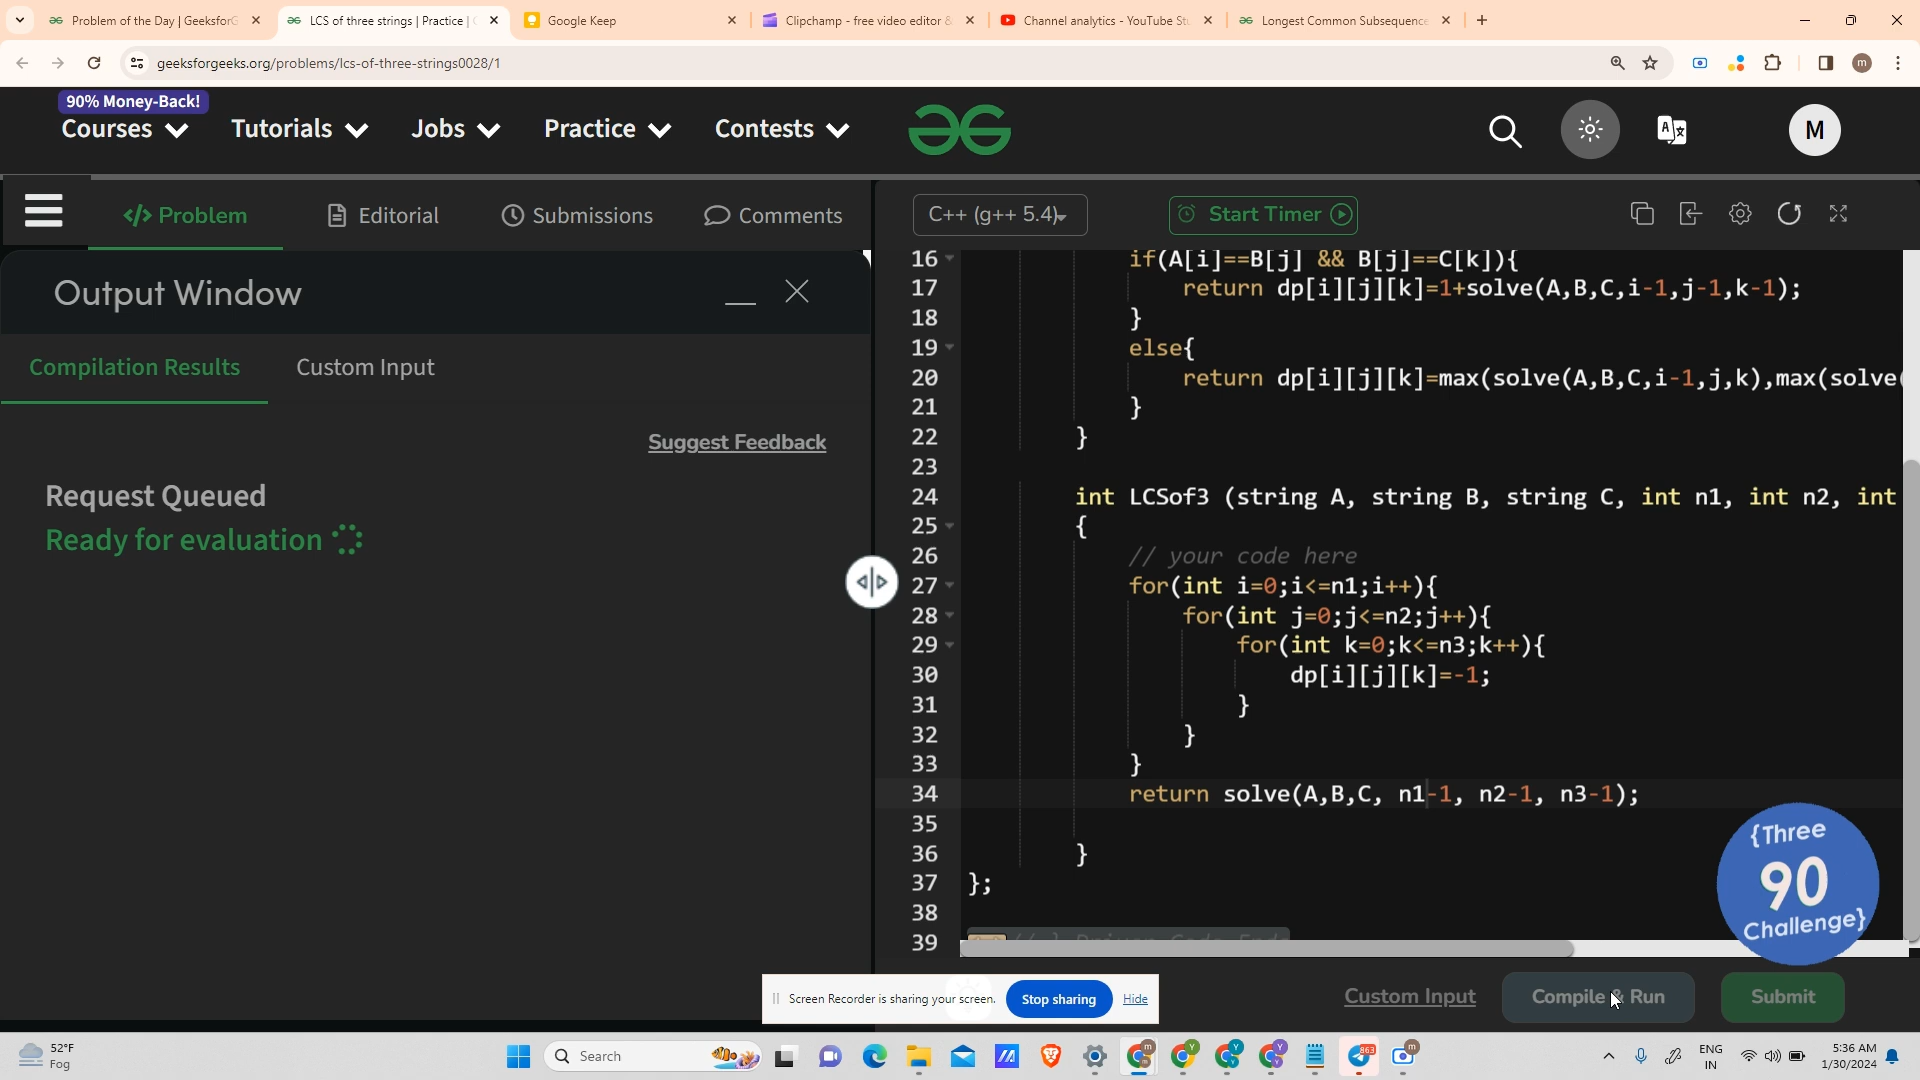 Problem of the Day | GeeksforG
LCS of three strings | Practice |
Google Keep
Clipchamp - free video editor &
Channel analytics - YouTube St
Longest Common Subsequence
geeksforgeeks.org/problems/lcs-of-three-strings0028/1
m
90% Money-Back!
Courses
Tutorials
Jobs
Practice
Contests
M
</> Problem
Editorial
Submissions
Comments
C++ (g++ 5.4)
Start Timer
Output Window
Compilation Results
Custom Input
Suggest Feedback
Request Queued
Ready for evaluation
16 if(A[i]==B[j] && B[j]==C[k]){
17 return dp[i][j][k]=1+solve(A,B,C,i-1,j-1,k-1);
18 }
19 else{
20 return dp[i][j][k]=max(solve(A,B,C,i-1,j,k),max(solve(
21 }
22 }
23
24 int LCSof3 (string A, string B, string C, int n1, int n2, int
25 {
26 // your code here
27 for(int i=0;i<=n1;i++){
28 for(int j=0;j<=n2;j++){
29 for(int k=0;k<=n3;k++){
30 dp[i][j][k]=-1;
31 }
32 }
33 }
34 return solve(A,B,C, n1-1, n2-1, n3-1);
35
36 }
37 };
38
39
{Three
90
Challenge}
Screen Recorder is sharing your screen.
Stop sharing
Hide
Custom Input
Compile & Run
Submit
52°F
Fog
Search
863
ENG
IN
5:36 AM
1/30/2024